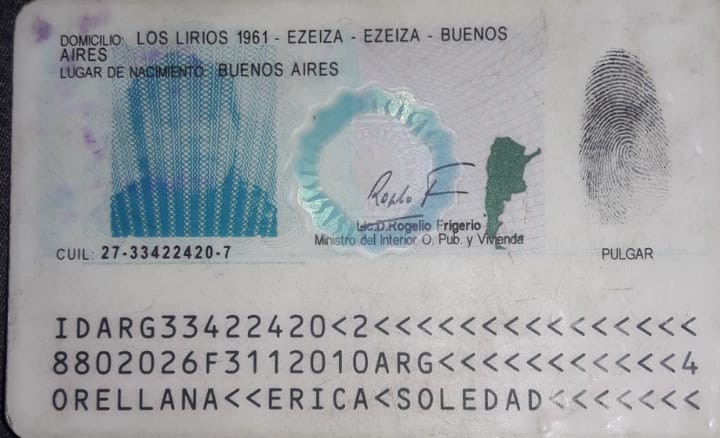 DOMICILIO: LOS LIRIOS 1961 - EZEIZA - EZEIZA - BUENOS
AIRES
LUGAR DE NACIMIENTO: BUENOS AIRES
Lic.D.Rogelio Frigerio
Ministro del Interior O. Pub. y Vivienda
CUIL: 27-33422420-7
PULGAR
IDARG33422420<2<<<<<<<<<<<<<<<
8802026F3112010ARG<<<<<<<<<<<4
ORELLANA<<ERICA<SOLEDAD<<<<<<<